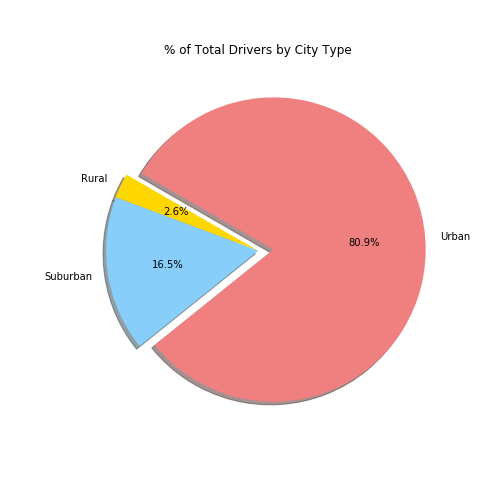 % of Total Drivers by City Type
Rural
2.6%
Urban
80.9%
Suburban
16.5%